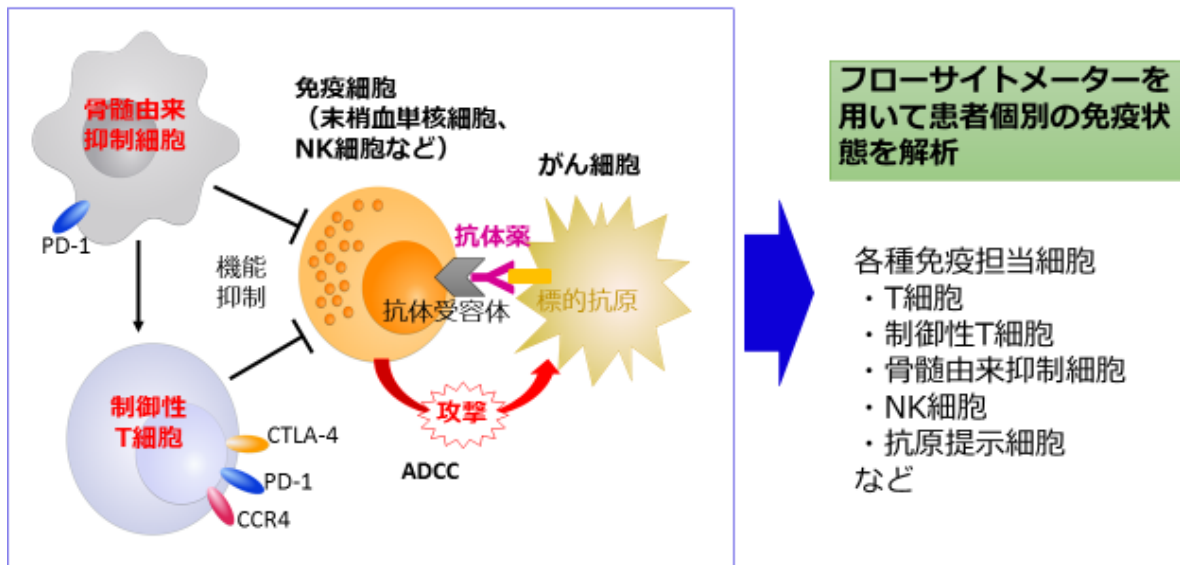 骨髄由来
抑制細胞
PD-1
免疫細胞
（末梢血単核細胞、
NK細胞など）
がん細胞
機能
抑制
抗体薬
抗体受容体
標的抗原
制御性
T細胞
CTLA-4
PD-1
CCR4
攻撃
ADCC
フローサイトメーターを
用いて患者個別の免疫状
態を解析
各種免疫担当細胞
・T細胞
・制御性T細胞
・骨髄由来抑制細胞
・NK細胞
・抗原提示細胞
など